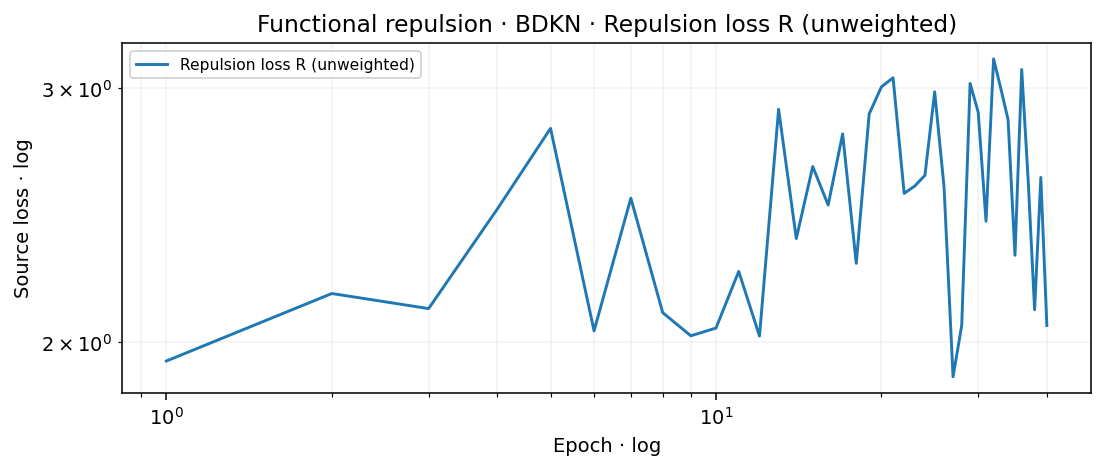 Functional repulsion · BDKN · Repulsion loss R (unweighted)
Repulsion loss R (unweighted)
3 × 10⁰
2 × 10⁰
Source loss · log
10⁰ 10¹
Epoch · log